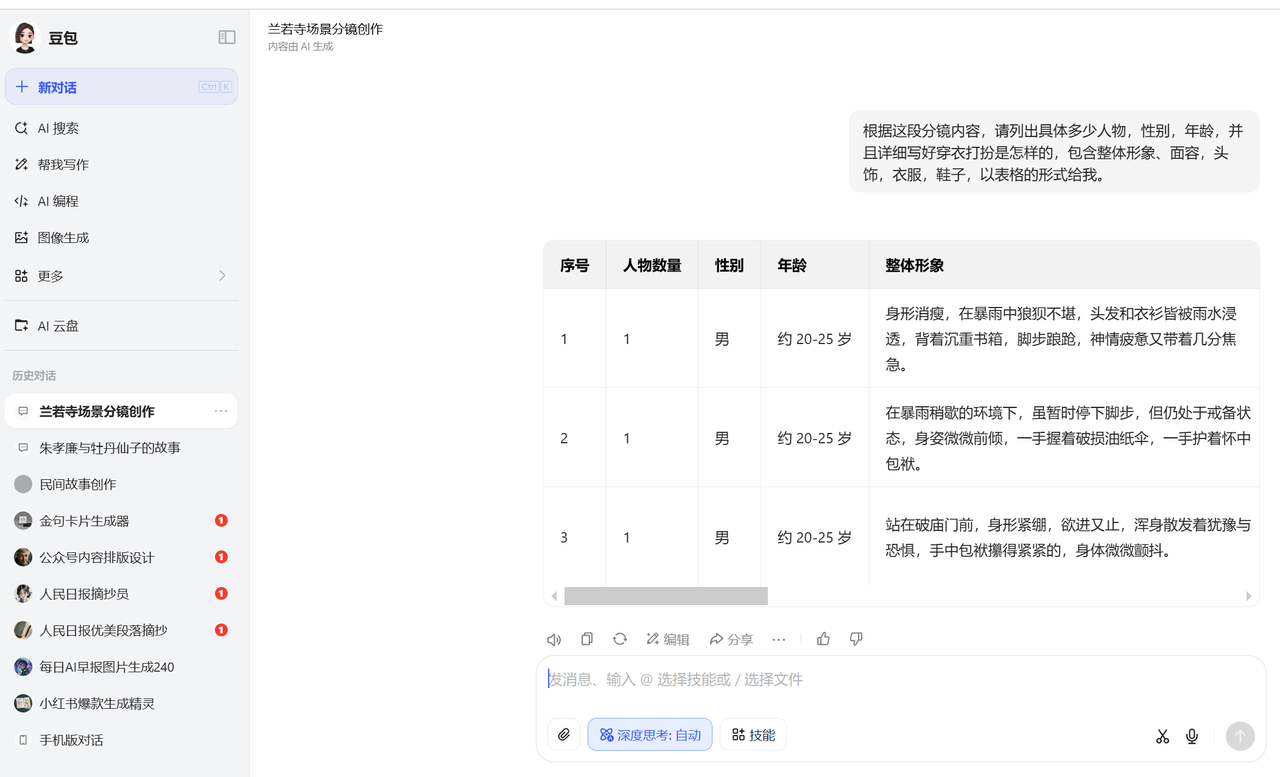 豆包
新对话
Ctrl K
AI 搜索
帮我写作
AI 编程
图像生成
更多
AI 云盘
历史对话
兰若寺场景分镜创作
朱孝廉与牡丹仙子的故事
民间故事创作
金句卡片生成器
1
公众号内容排版设计
1
人民日报摘抄员
1
人民日报优美段落摘抄
1
每日AI早报图片生成240
小红书爆款生成精灵
手机版对话
兰若寺场景分镜创作
内容由 AI 生成
根据这段分镜内容，请列出具体多少人物，性别，年龄，并
且详细写好穿衣打扮是怎样的，包含整体形象、面容，头
饰，衣服，鞋子，以表格的形式给我。
序号 人物数量 性别 年龄 整体形象
1 1 男 约 20-25 岁 身形消瘦，在暴雨中狼狈不堪，头发和衣衫皆被雨水浸
透，背着沉重书箱，脚步踉跄，神情疲惫又带着几分焦
急。
2 1 男 约 20-25 岁 在暴雨稍歇的环境下，虽暂时停下脚步，但仍处于戒备状
态，身姿微微前倾，一手握着破损油纸伞，一手护着怀中
包袱。
3 1 男 约 20-25 岁 站在破庙门前，身形紧绷，欲进又止，浑身散发着犹豫与
恐惧，手中包袱攥得紧紧的，身体微微颤抖。
编辑 分享
发消息、输入 @ 选择技能或 / 选择文件
深度思考: 自动 技能